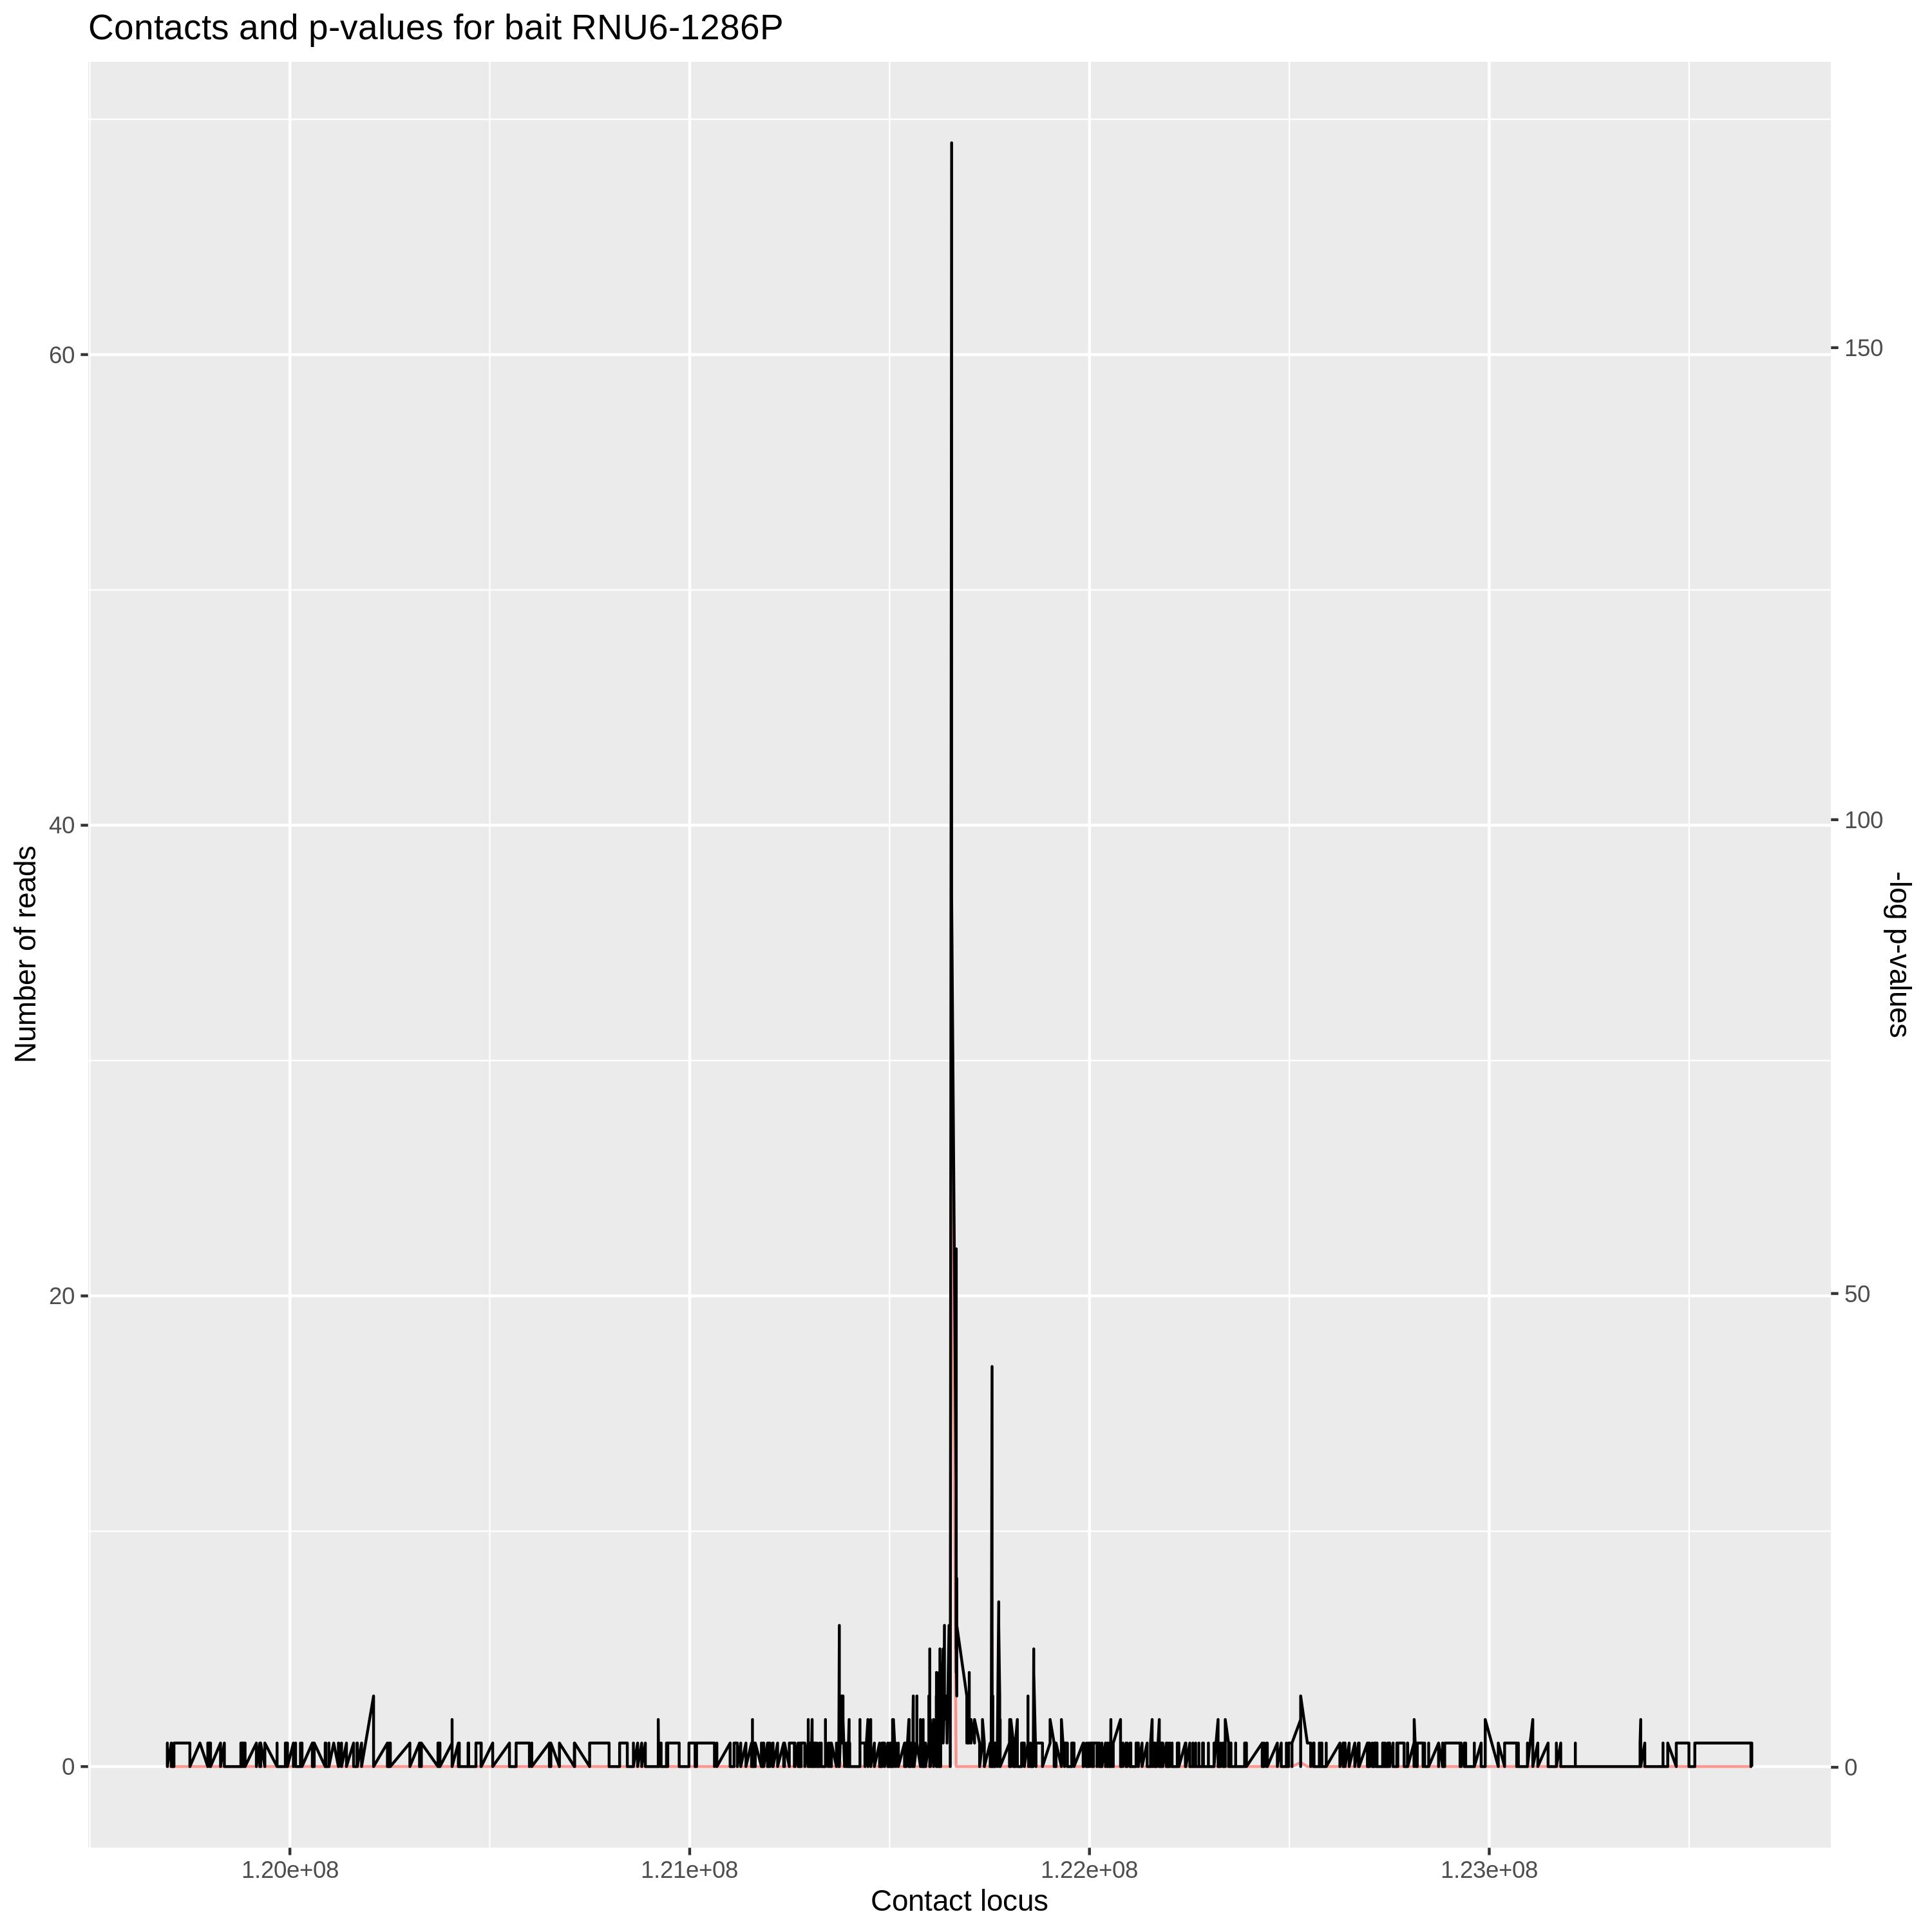 Contacts and p-values for bait RNU6-1286P
60
40
20
0
Number of reads
150
100
50
0
-log p-values
1.20e+08
1.21e+08
1.22e+08
1.23e+08
Contact locus